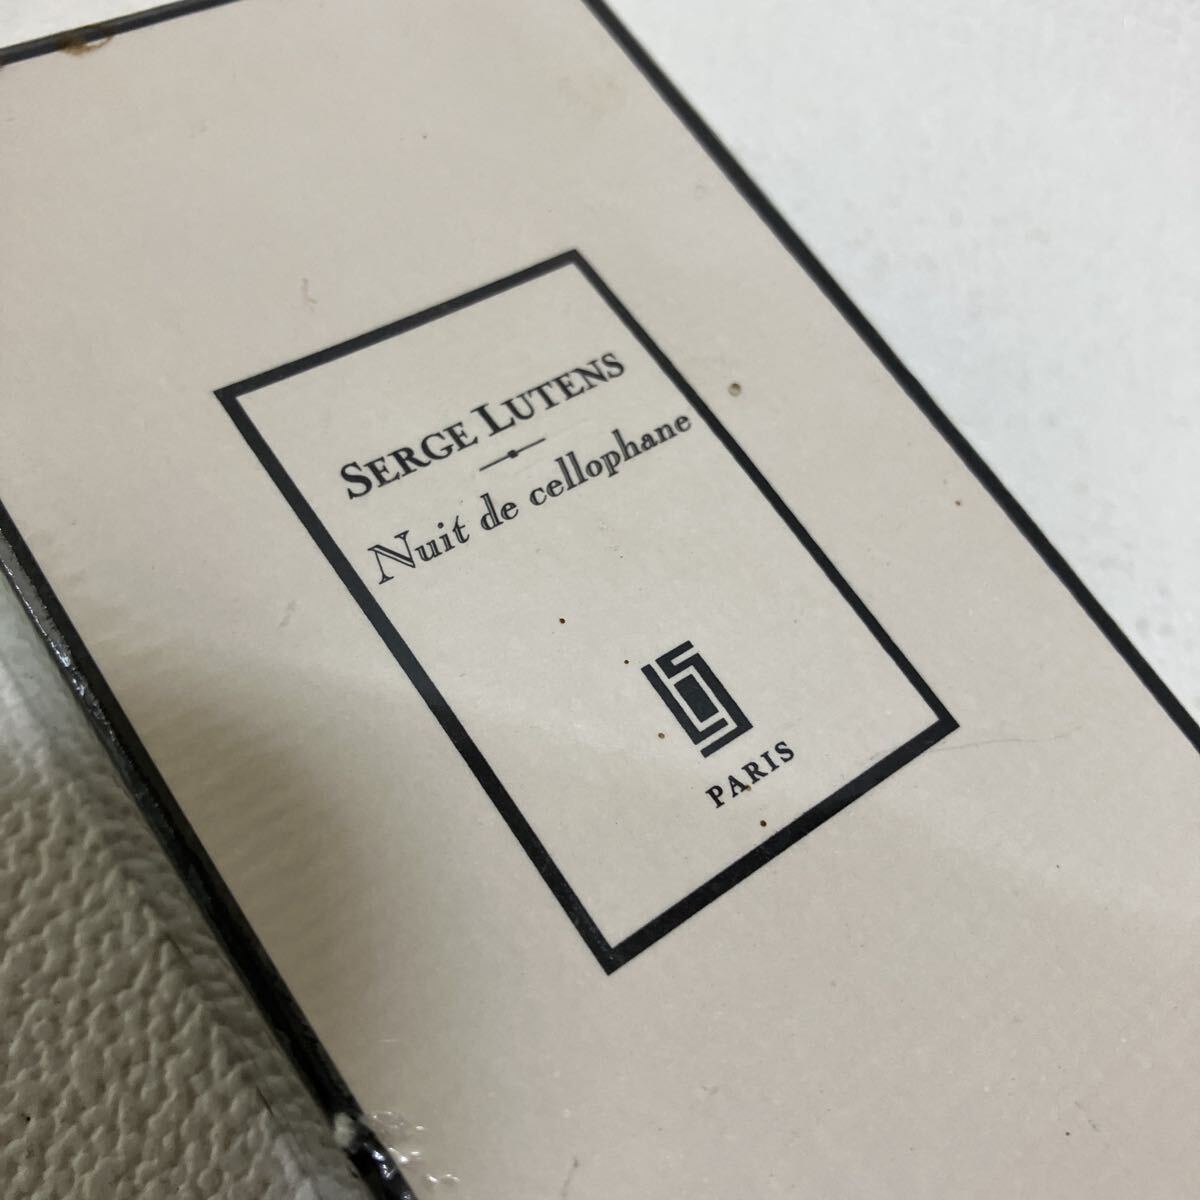 SERGE LUTENS
Nuit de cellophane
PARIS